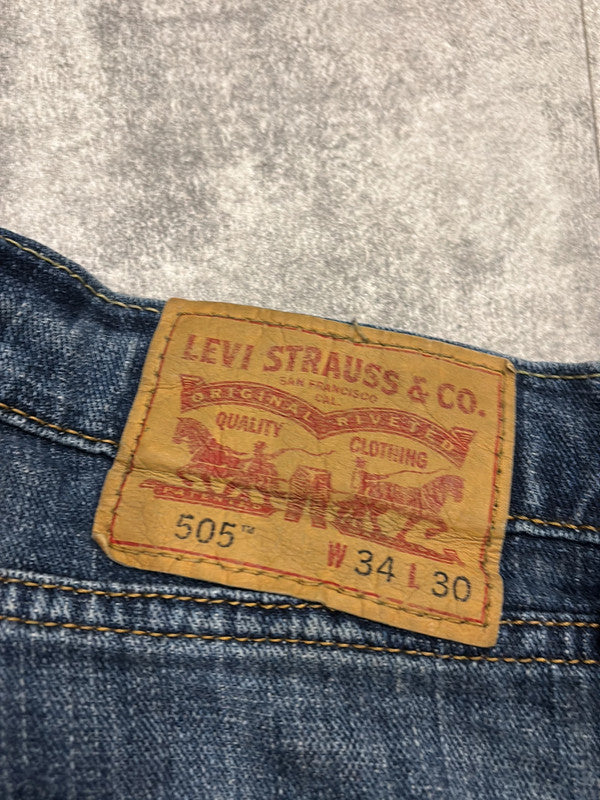 LEVI STRAUSS & CO.
SAN FRANCISCO
CAL.
ORIGINAL RIVETED
QUALITY CLOTHING
505™ W 34 L 30